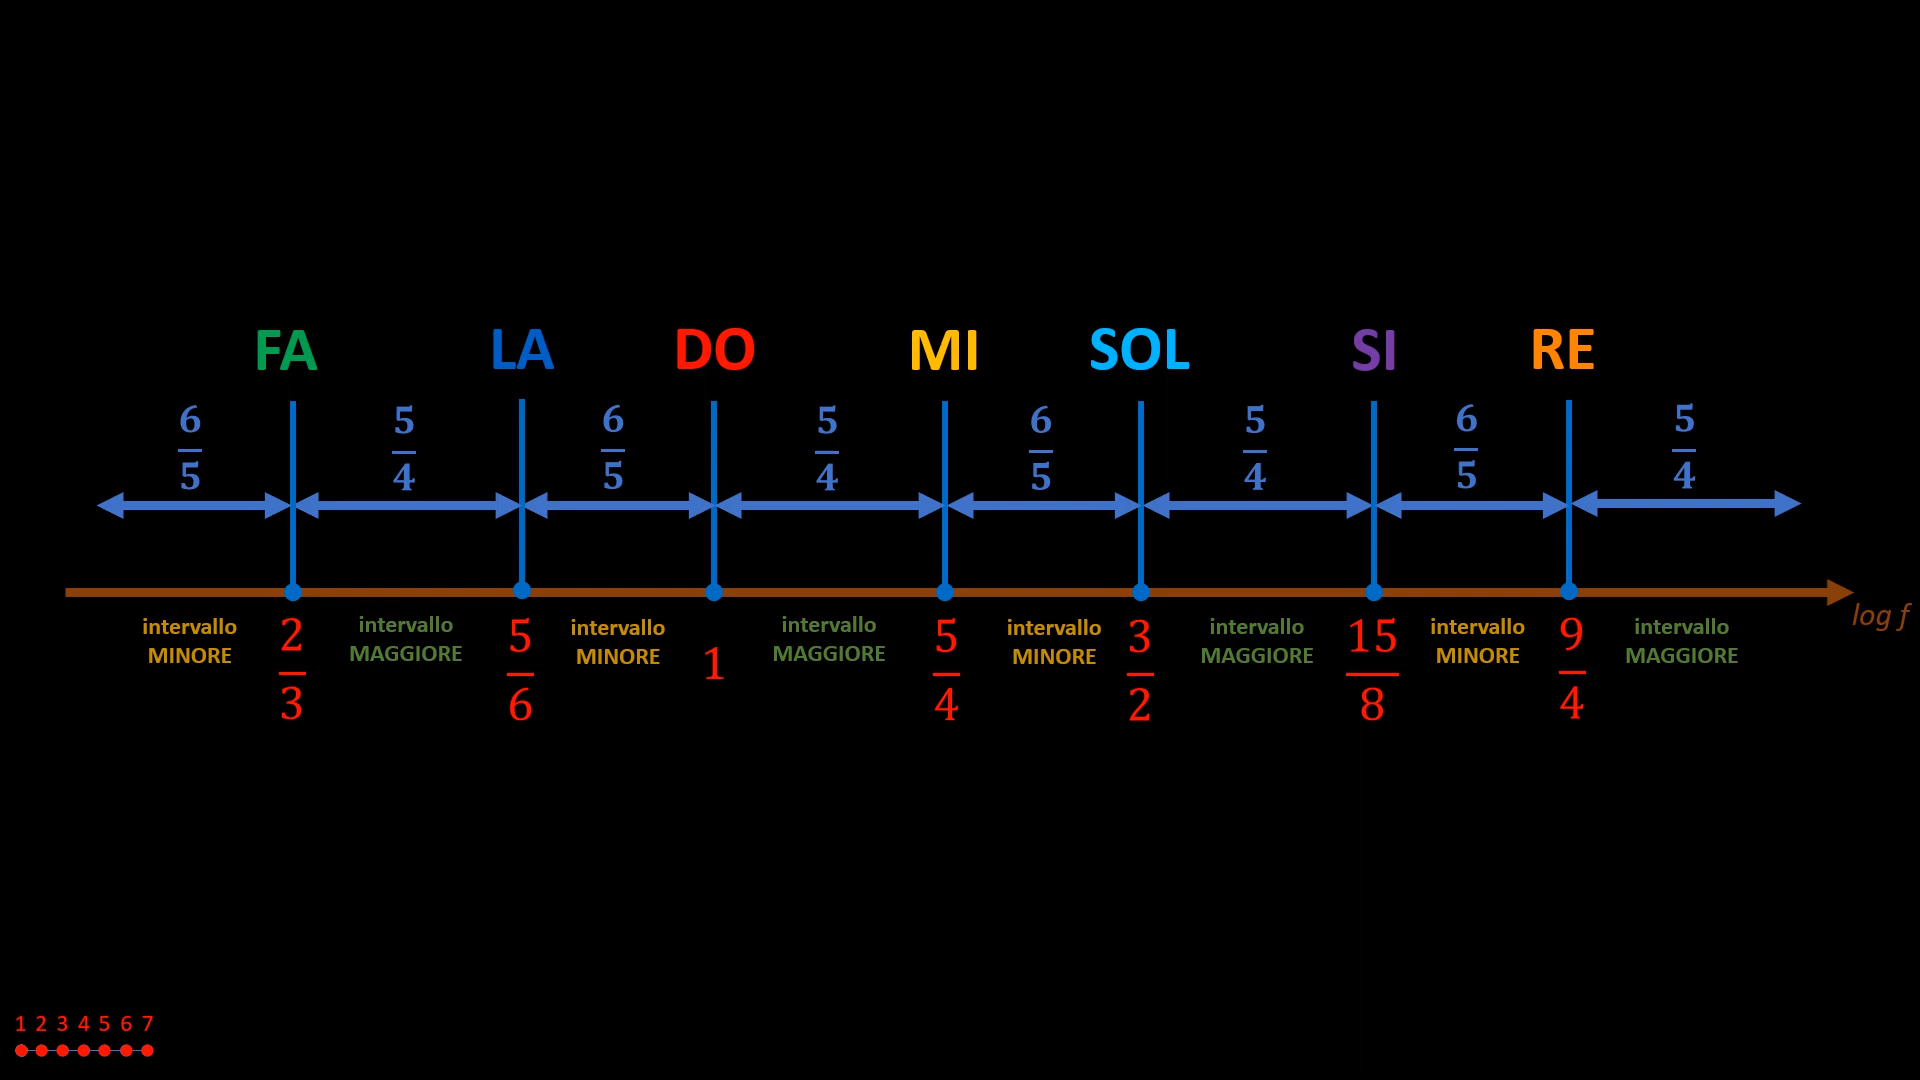 FA LA DO MI SOL SI RE
6/5 5/4 6/5 5/4 6/5 5/4 6/5 5/4
log f
intervallo MINORE
2/3
intervallo MAGGIORE
5/6
intervallo MINORE
1
intervallo MAGGIORE
5/4
intervallo MINORE
3/2
intervallo MAGGIORE
15/8
intervallo MINORE
9/4
intervallo MAGGIORE
1 2 3 4 5 6 7